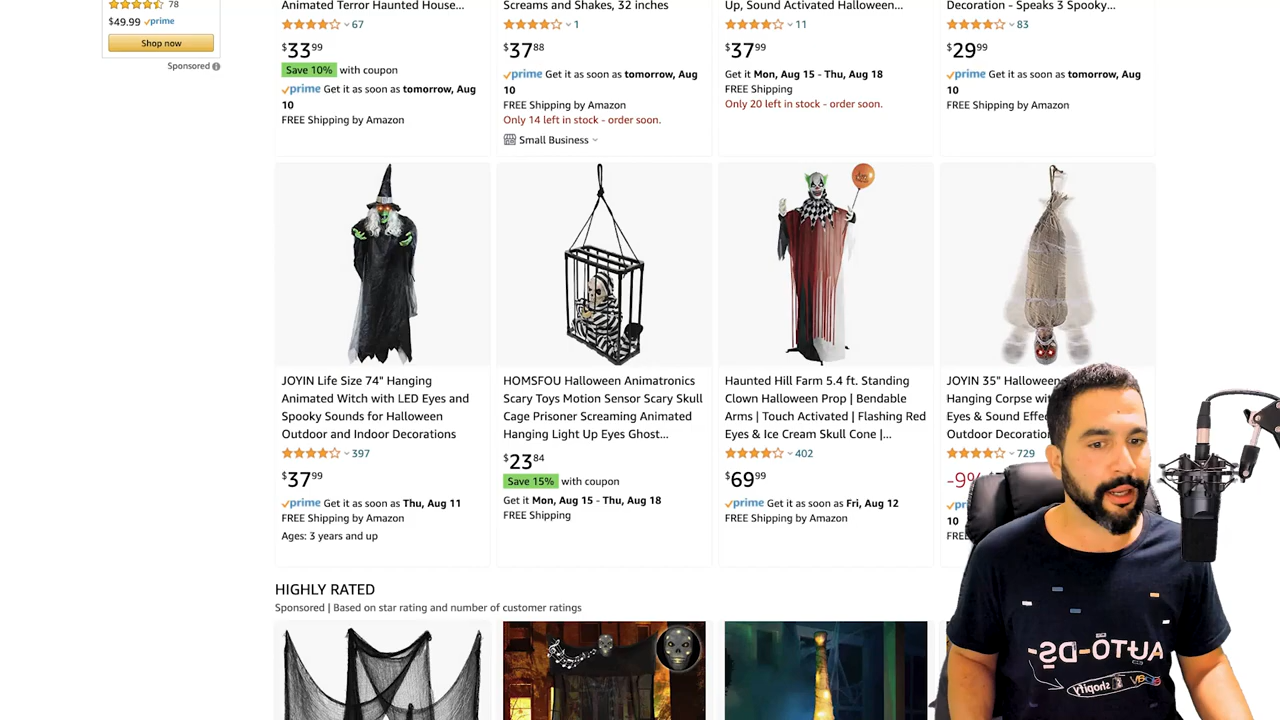 78
$49.99 prime
Shop now
Sponsored
Animated Terror Haunted House...
67
$33 99
Save 10% with coupon
prime Get it as soon as tomorrow, Aug
10
FREE Shipping by Amazon
Screams and Shakes, 32 inches
1
$37 88
prime Get it as soon as tomorrow, Aug
10
FREE Shipping by Amazon
Only 14 left in stock - order soon.
Small Business
Up, Sound Activated Halloween...
11
$37 99
Get it Mon, Aug 15 - Thu, Aug 18
FREE Shipping
Only 20 left in stock - order soon.
Decoration - Speaks 3 Spooky...
83
$29 99
prime Get it as soon as tomorrow, Aug
10
FREE Shipping by Amazon
JOYIN Life Size 74" Hanging
Animated Witch with LED Eyes and
Spooky Sounds for Halloween
Outdoor and Indoor Decorations
397
$37 99
prime Get it as soon as Thu, Aug 11
FREE Shipping by Amazon
Ages: 3 years and up
HOMSFOU Halloween Animatronics
Scary Toys Motion Sensor Scary Skull
Cage Prisoner Screaming Animated
Hanging Light Up Eyes Ghost...
$23 84
Save 15% with coupon
Get it Mon, Aug 15 - Thu, Aug 18
FREE Shipping
Haunted Hill Farm 5.4 ft. Standing
Clown Halloween Prop | Bendable
Arms | Touch Activated | Flashing Red
Eyes & Ice Cream Skull Cone |...
402
$69 99
prime Get it as soon as Fri, Aug 12
FREE Shipping by Amazon
JOYIN 35" Halloween
Hanging Corpse
Eyes & Sound
Outdoor
729
-9%
10
HIGHLY RATED
Sponsored | Based on star rating and number of customer ratings
AUTO-DS-
shopify